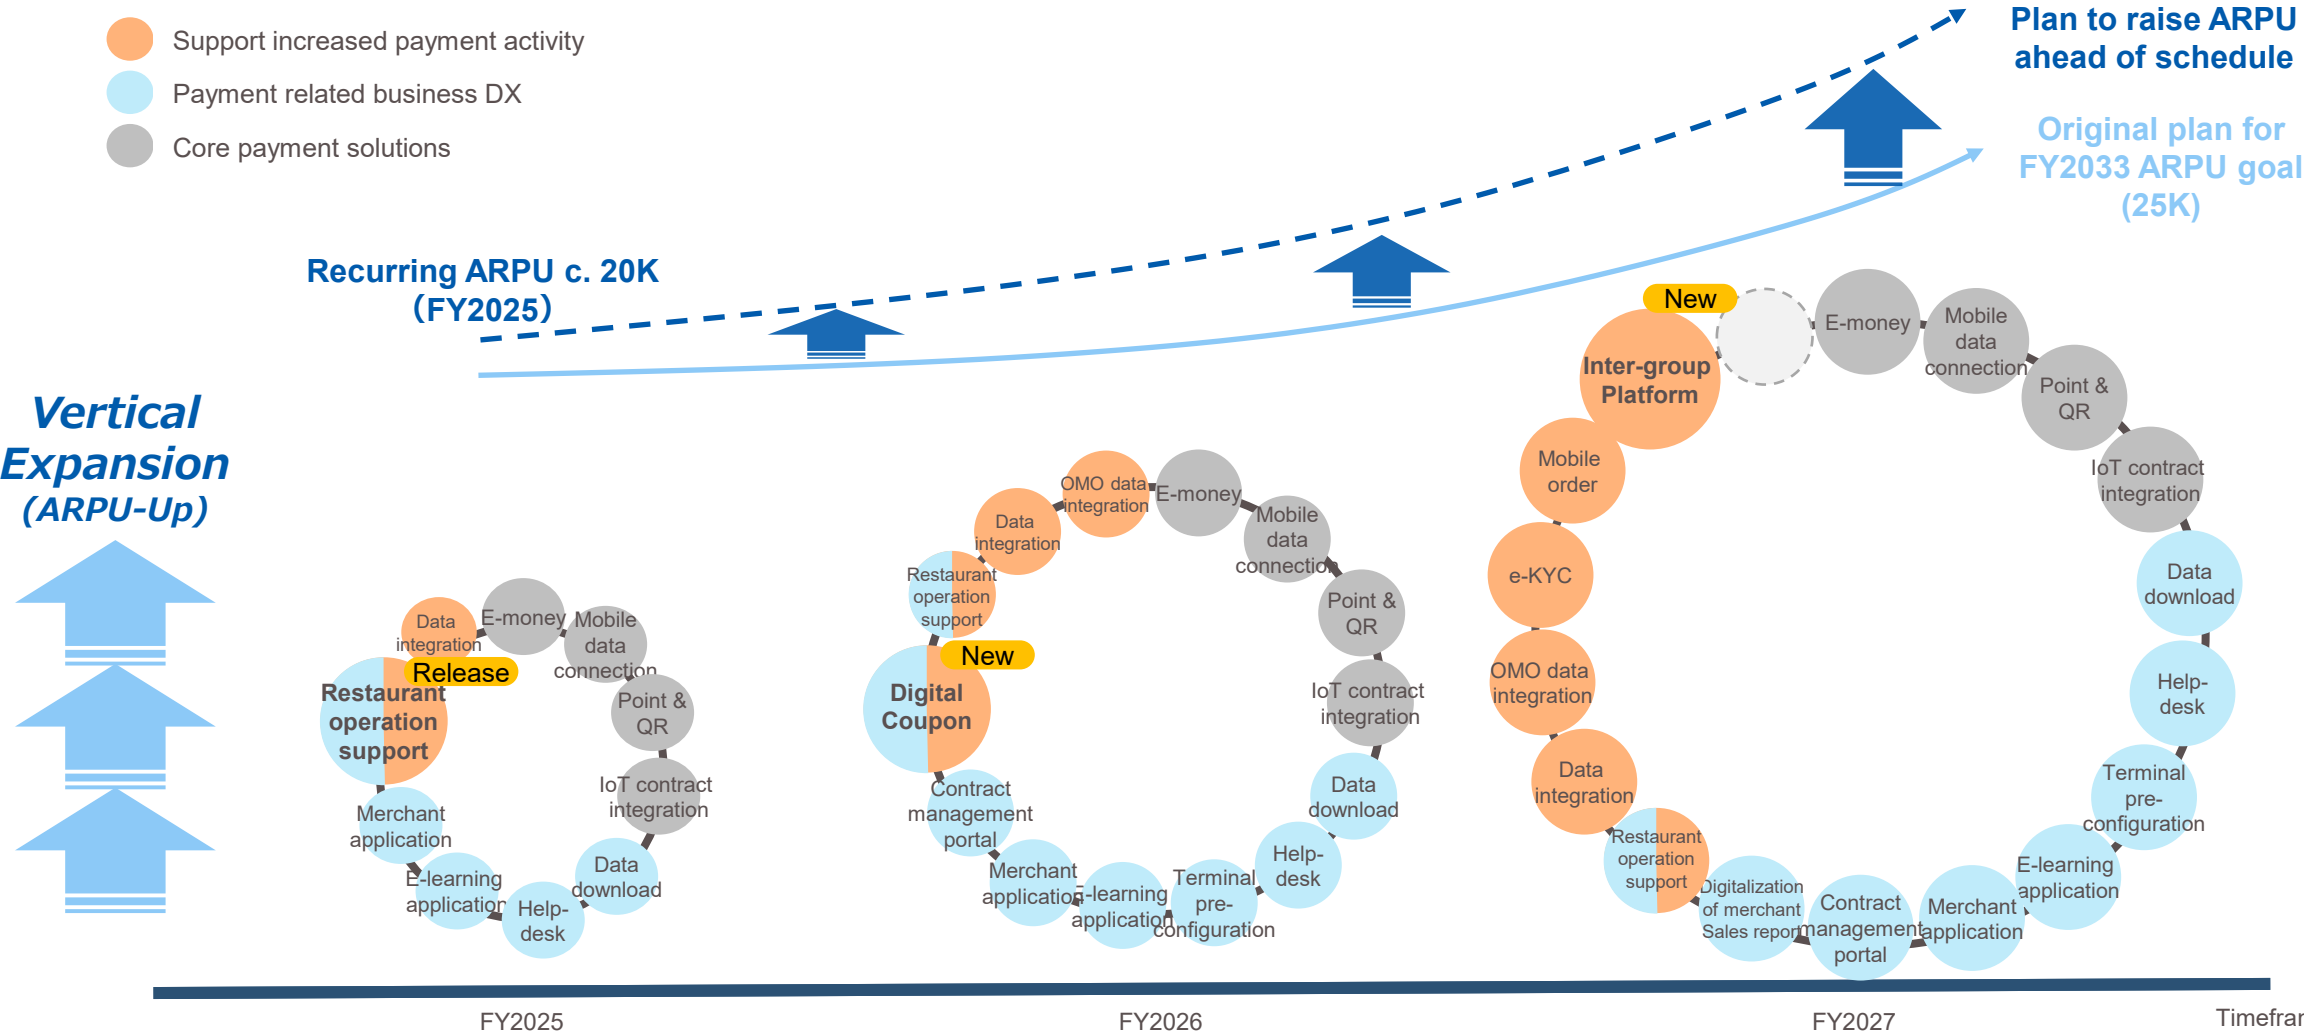 Support increased payment activity
Payment related business DX
Core payment solutions
Plan to raise ARPU
ahead of schedule
Original plan for
FY2033 ARPU goal
(25K)
Recurring ARPU c. 20K
(FY2025)
Vertical
Expansion
(ARPU-Up)
Data
integration
E-money
Mobile
data
connection
Release
Restaurant
operation
support
Point &
QR
IoT contract
integration
Merchant
application
Data
download
E-learning
application
Help-
desk
OMO data
integration
E-money
Data
integration
Mobile
data
connection
Restaurant
operation
support
Point &
QR
New
Digital
Coupon
IoT contract
integration
Contract
management
portal
Data
download
Merchant
application
E-learning
application
Terminal
pre-
configuration
Help-
desk
New
Inter-group
Platform
E-money
Mobile
data
connection
Point &
QR
Mobile
order
IoT contract
integration
e-KYC
Data
download
OMO data
integration
Help-
desk
Data
integration
Terminal
pre-
configuration
Restaurant
operation
support
Digitalization
of merchant
Sales report
Contract
management
portal
Merchant
application
E-learning
application
FY2025
FY2026
FY2027